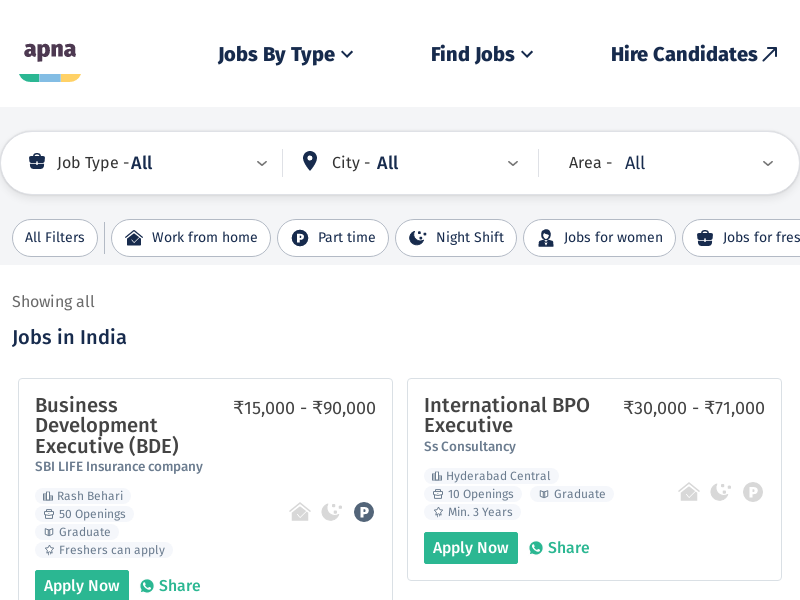 apna
Jobs By Type
Find Jobs
Hire Candidates
Job Type - All
City - All
Area - All
All Filters
Work from home
Part time
Night Shift
Jobs for women
Jobs for fres
Showing all
Jobs in India
Business
Development
Executive (BDE)
₹15,000 - ₹90,000
SBI LIFE Insurance company
Rash Behari
50 Openings
Graduate
Freshers can apply
P
Apply Now
Share
International BPO
Executive
₹30,000 - ₹71,000
Ss Consultancy
Hyderabad Central
10 Openings
Graduate
Min. 3 Years
P
Apply Now
Share